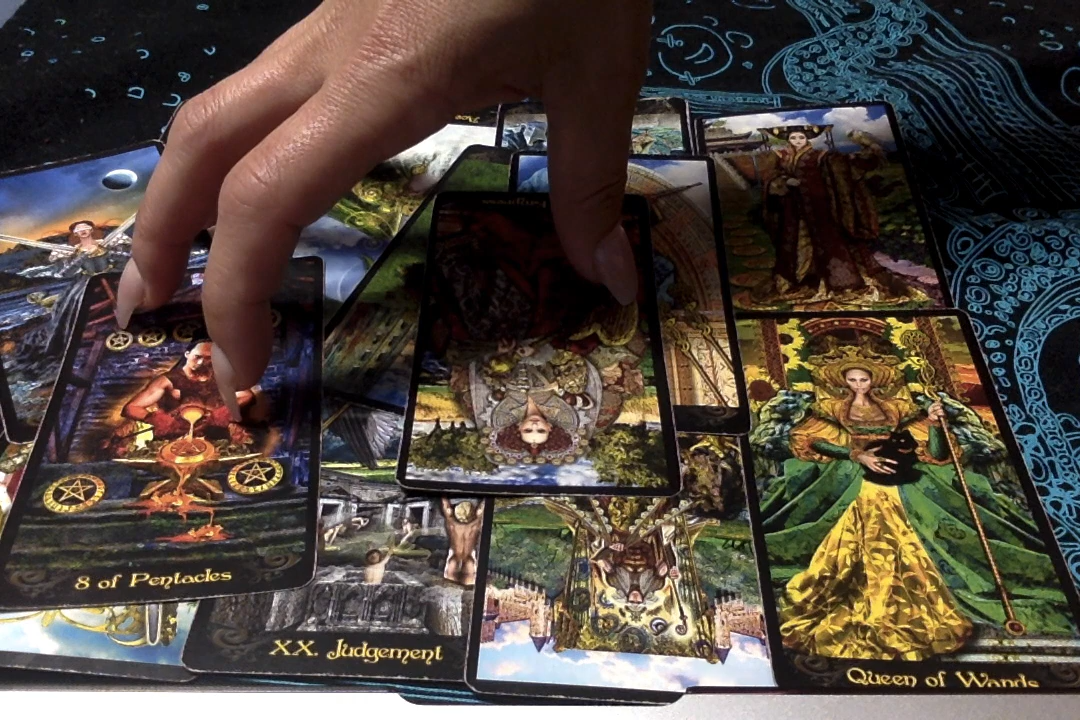 8 of Pentacles
XX. Judgement
Queen of Wands